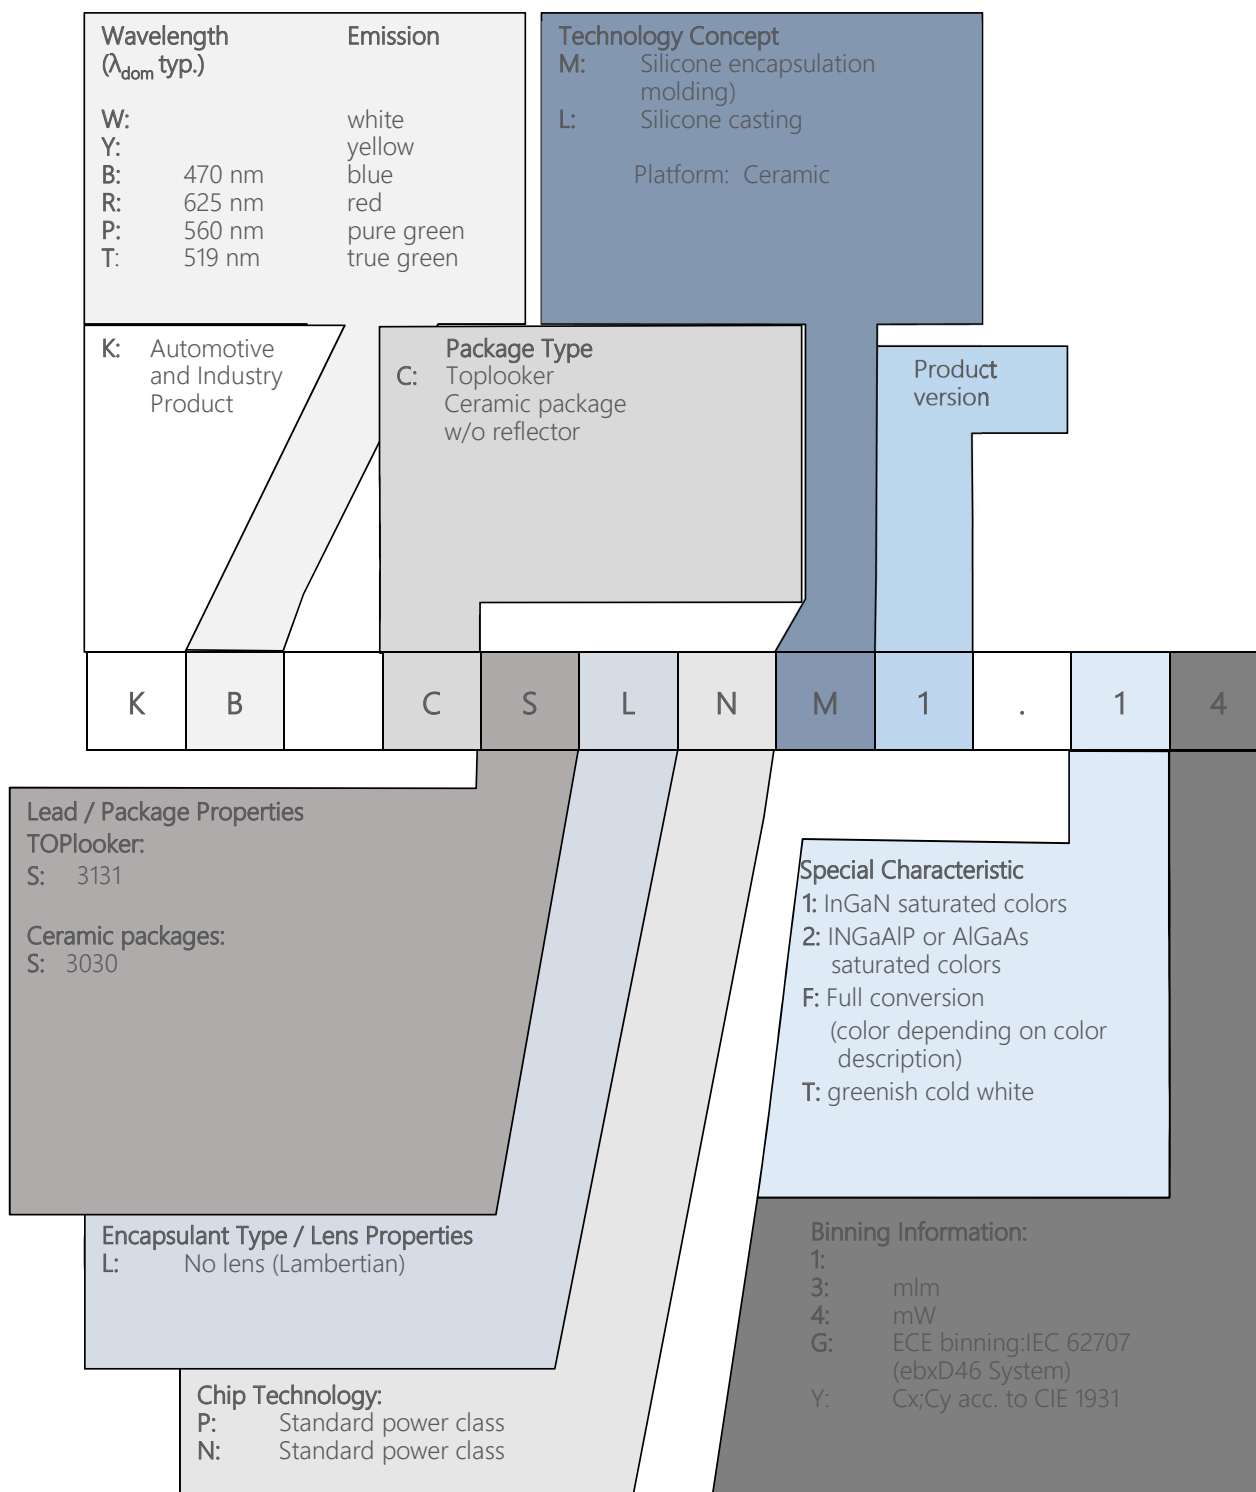 Wavelength Emission
(λdom typ.)
W: white
Y: yellow
B: 470 nm blue
R: 625 nm red
P: 560 nm pure green
T: 519 nm true green
Technology Concept
M: Silicone encapsulation
molding)
L: Silicone casting
Platform: Ceramic
K: Automotive
and Industry
Product
Package Type
C: Toplooker
Ceramic package
w/o reflector
Product
version
K B C S L N M 1 . 1 4
Lead / Package Properties
TOPlooker:
S: 3131
Ceramic packages:
S: 3030
Special Characteristic
1: InGaN saturated colors
2: INGaAlP or AlGaAs
saturated colors
F: Full conversion
(color depending on color
description)
T: greenish cold white
Encapsulant Type / Lens Properties
L: No lens (Lambertian)
Binning Information:
1:
3: mlm
4: mW
G: ECE binning:IEC 62707
(ebxD46 System)
Y: Cx;Cy acc. to CIE 1931
Chip Technology:
P: Standard power class
N: Standard power class